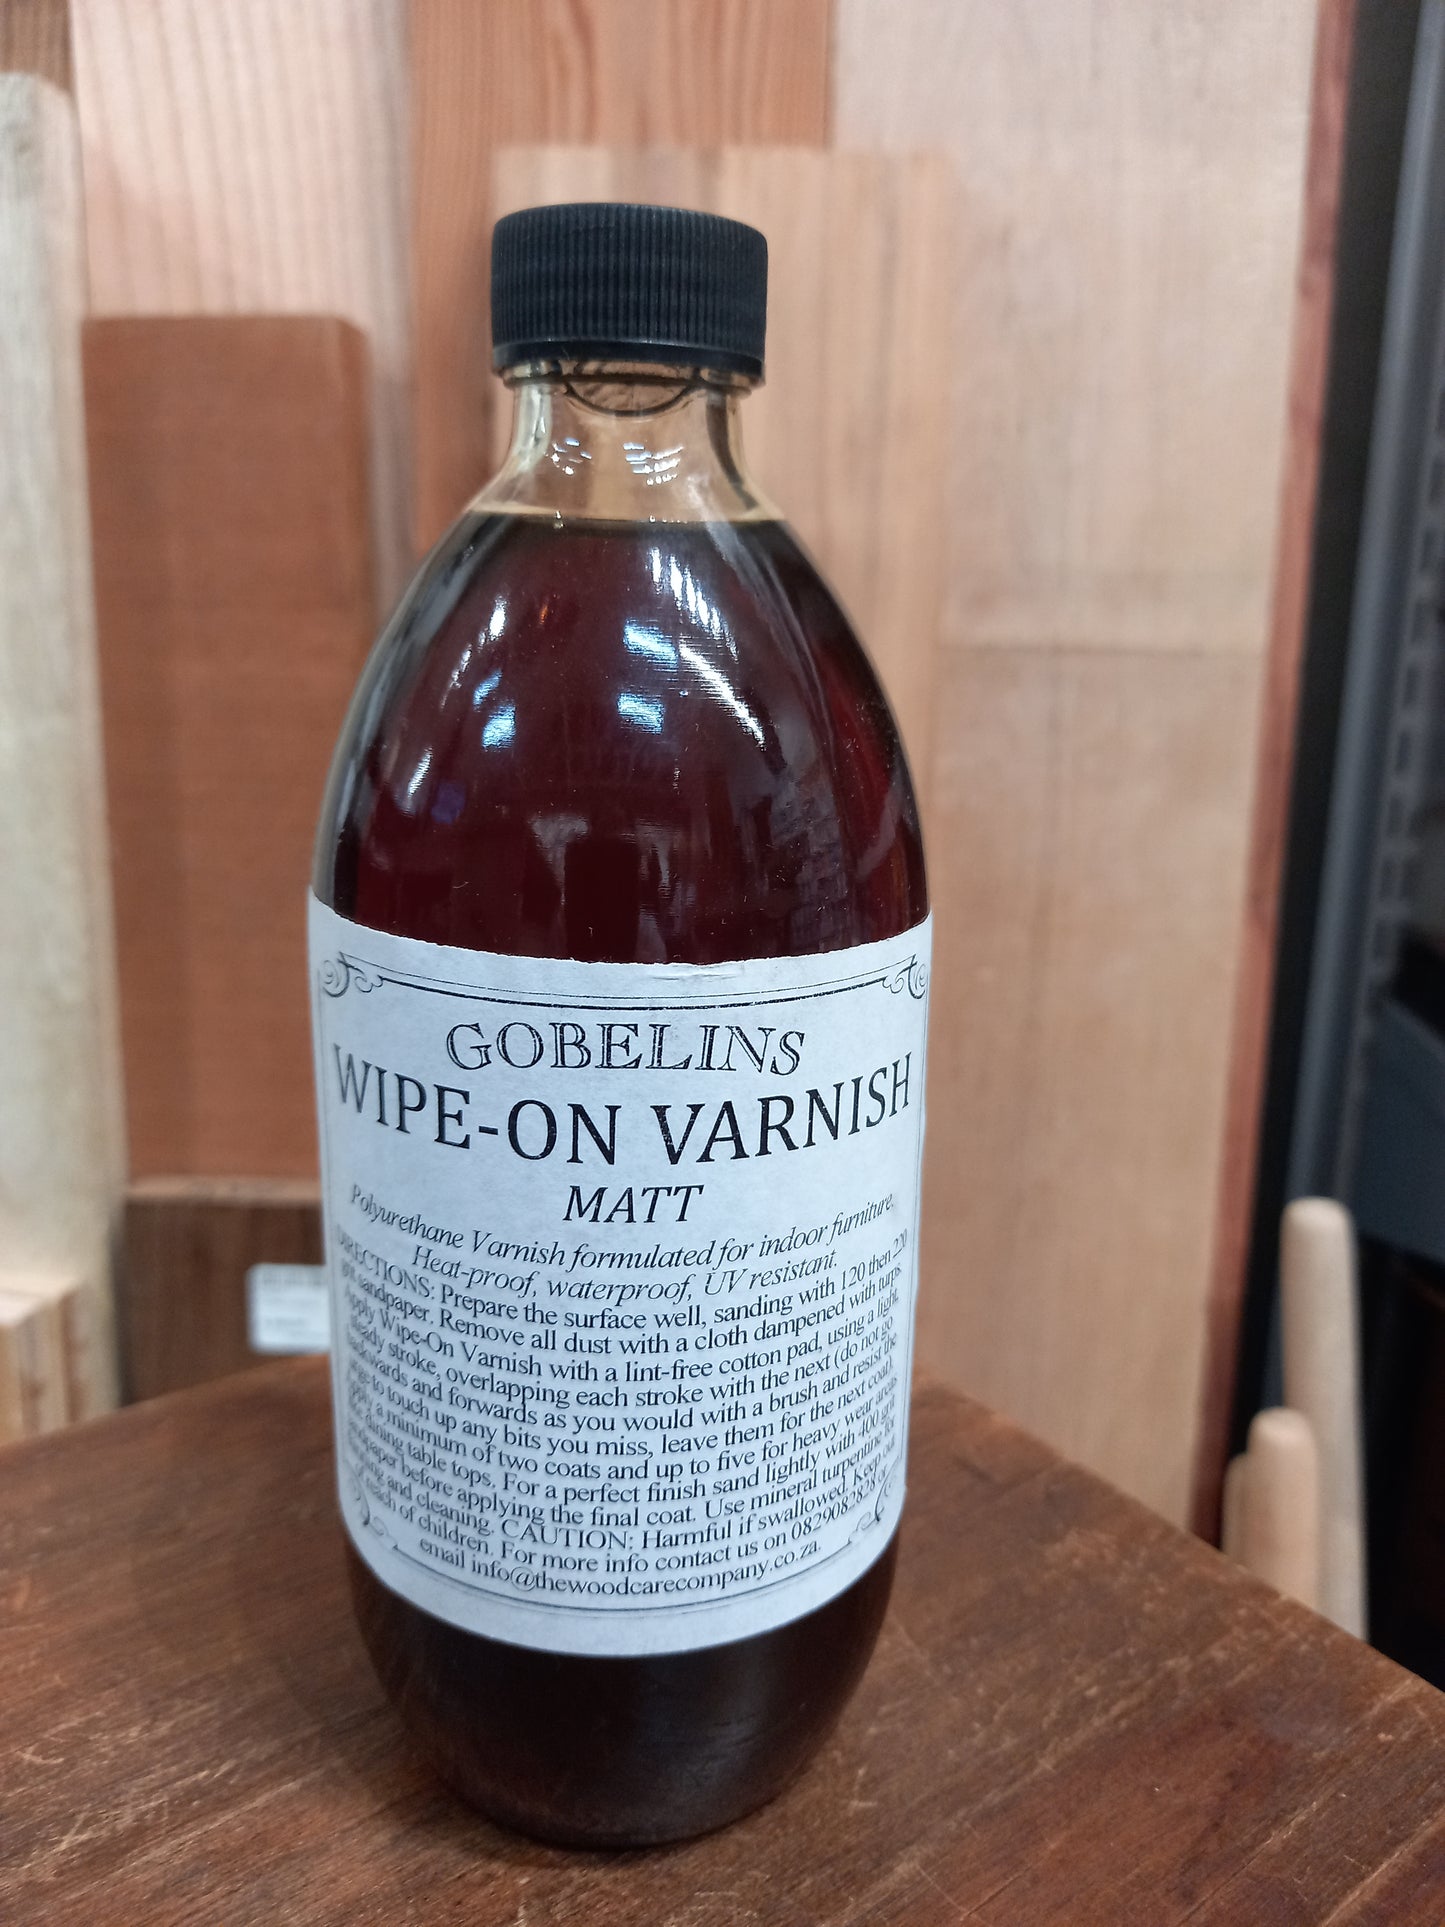 GOBELINS
WIPE-ON VARNISH
MATT
Polyurethane Varnish formulated for indoor furniture.
Heat-proof, waterproof, UV resistant.
DIRECTIONS: Prepare the surface well, sanding with 120 then 220
grit sandpaper. Remove all dust with a cloth dampened with turps.
Apply Wipe-On Varnish with a lint-free cotton pad, using a light,
steady stroke, overlapping each stroke with the next (do not go
backwards and forwards as you would with a brush and resist the
urge to touch up any bits you miss, leave them for the next coat).
Apply a minimum of two coats and up to five for heavy wear areas
like dining table tops. For a perfect finish sand lightly with 400 grit
sandpaper before applying the final coat. Use mineral turpentine for
thinning and cleaning. CAUTION: Harmful if swallowed. Keep out
of reach of children. For more info contact us on 0829082828 or
email info@thewoodcarecompany.co.za.